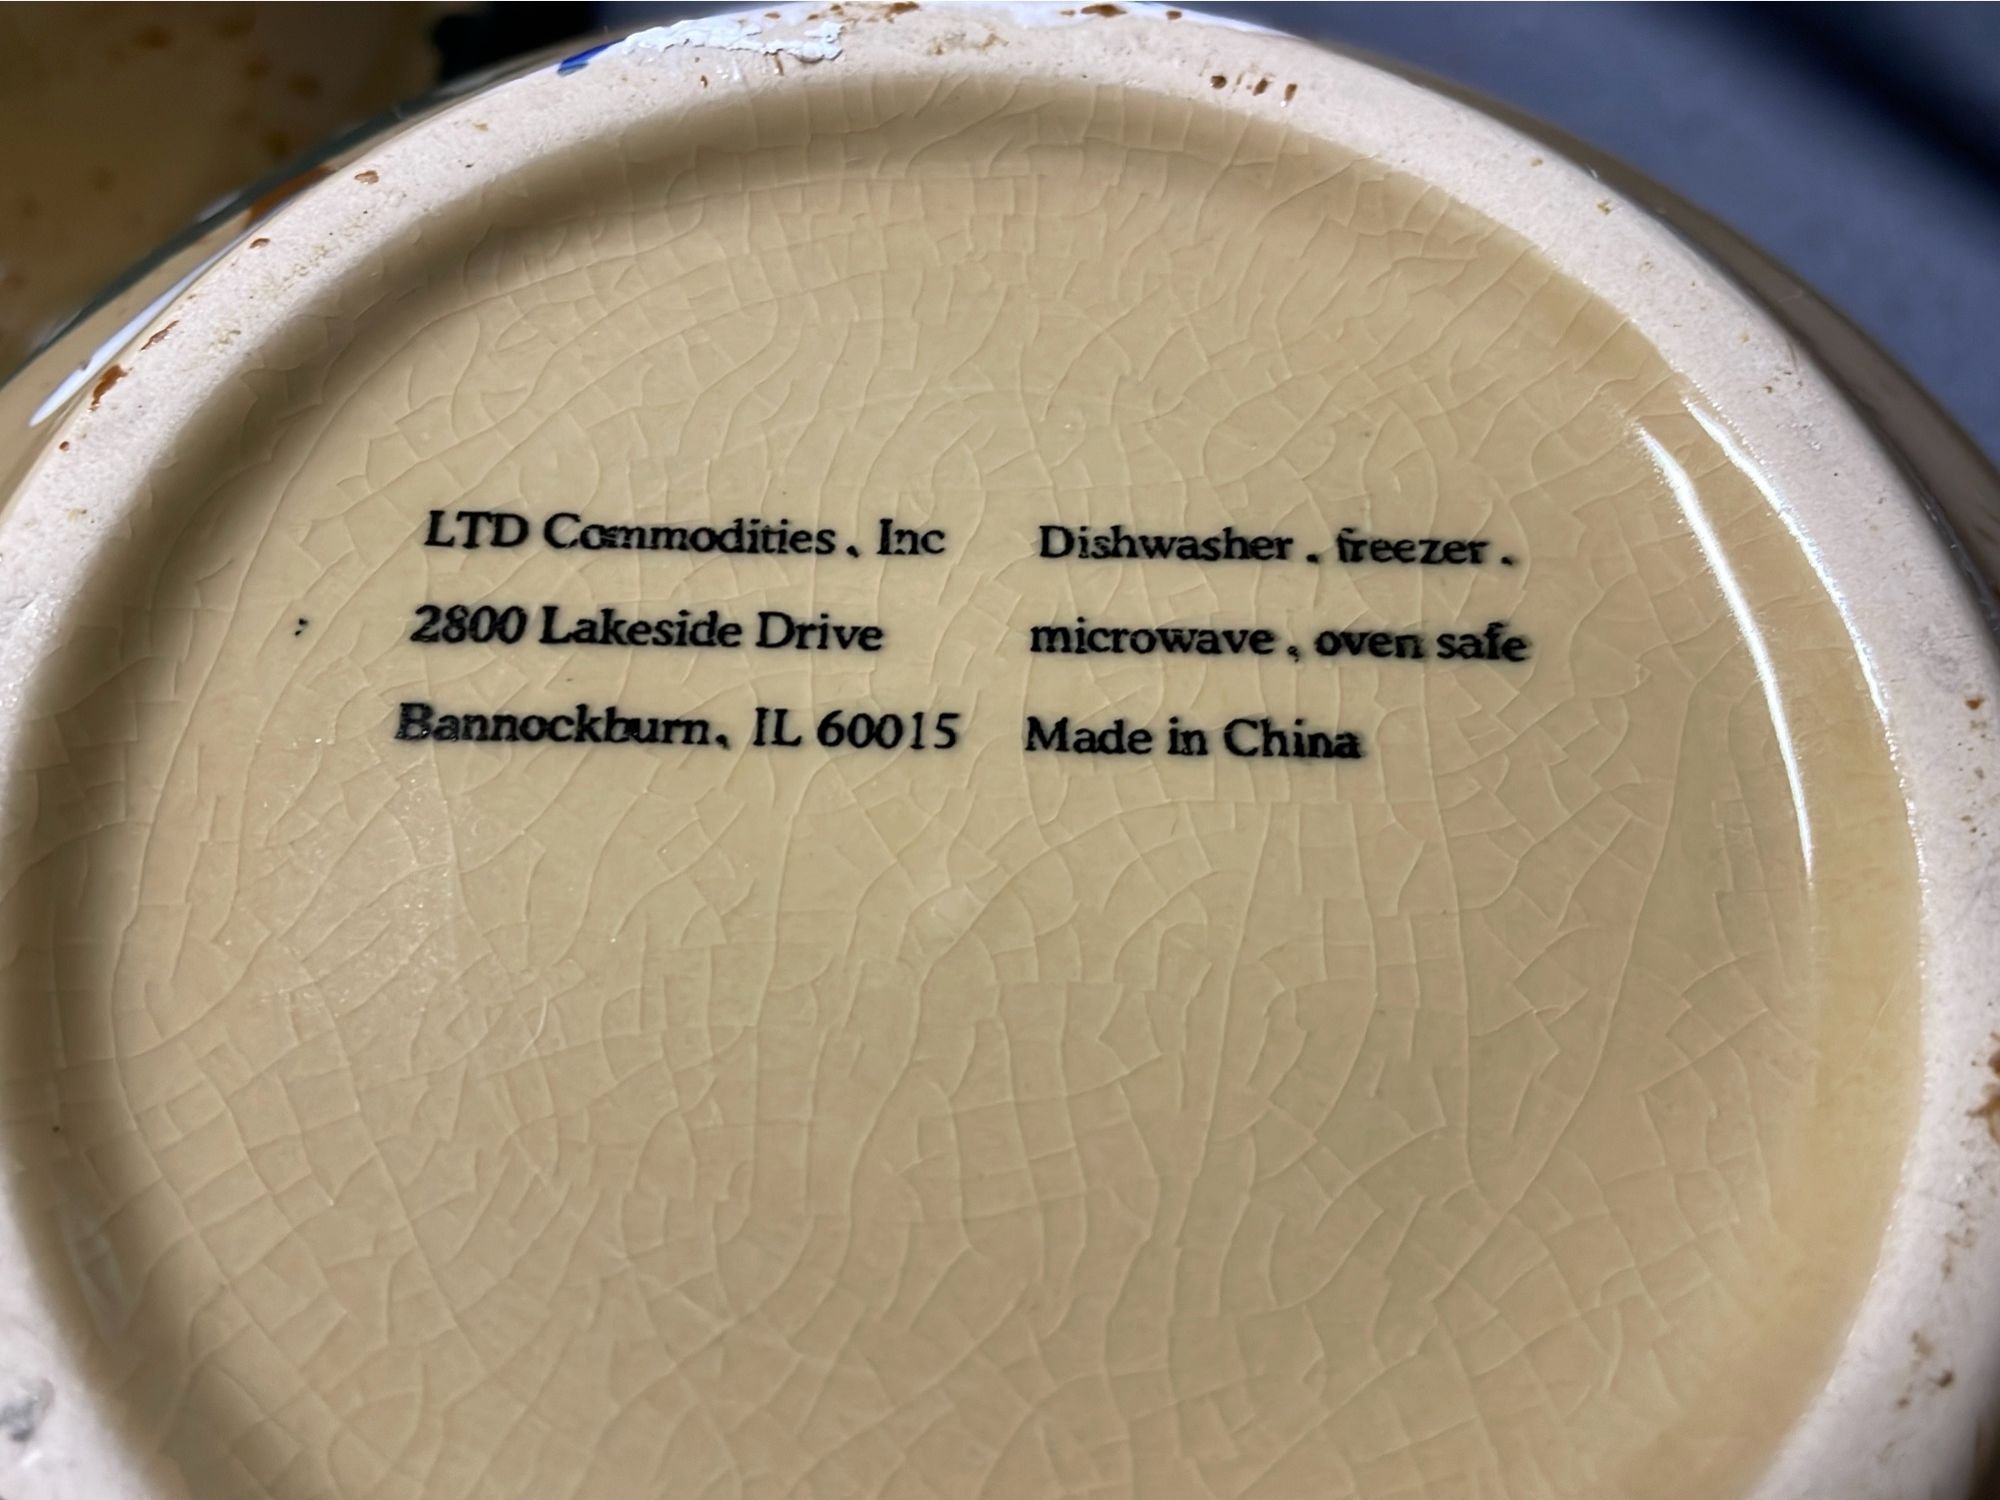 LTD Commodities, Inc
2800 Lakeside Drive
Bannockburn, IL 60015
Dishwasher, freezer,
microwave, oven safe
Made in China